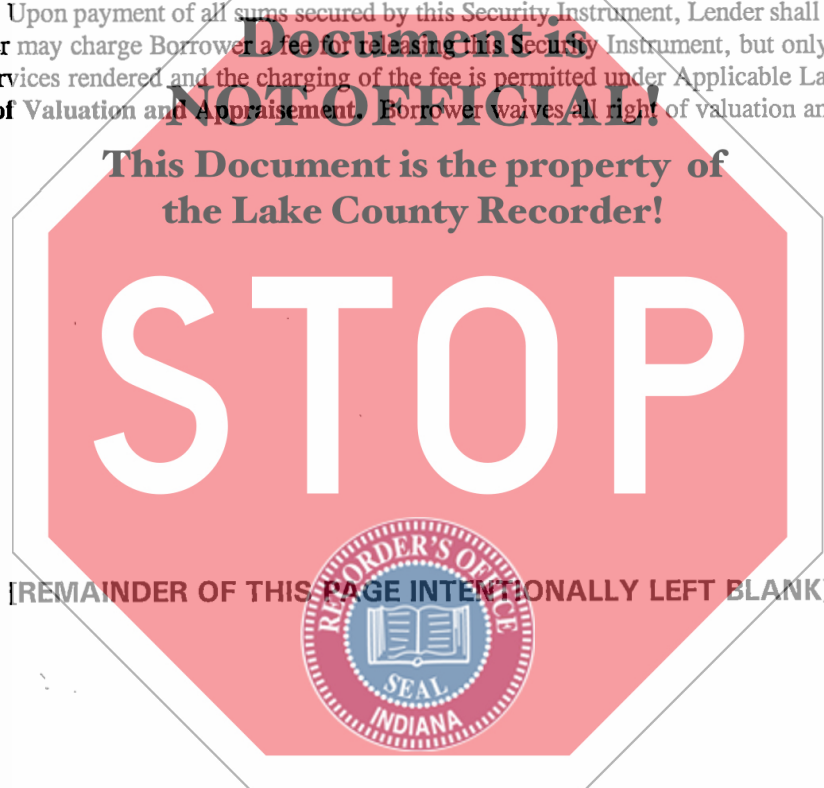 Upon payment of all sums secured by this Security Instrument, Lender shall
r may charge Borrower a fee for releasing this Security Instrument, but only
rvices rendered and the charging of the fee is permitted under Applicable La
of Valuation and Appraisement. Borrower waives all right of valuation an
Document is
NOT OFFICIAL!
This Document is the property of
the Lake County Recorder!
STOP
[REMAINDER OF THIS PAGE INTENTIONALLY LEFT BLANK]
RECORDER'S OFFICE
SEAL
INDIANA